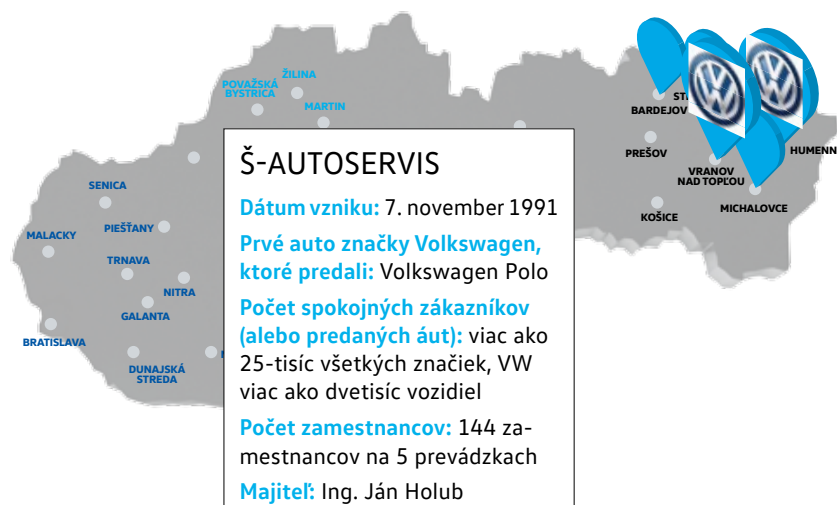 ŽILINA
POVAŽSKÁ
BYSTRICA
MARTIN
BARDEJOV
PREŠOV
HUMENN
VRANOV
NAD TOPĽOU
MICHALOVCE
KOŠICE
SENICA
PIEŠŤANY
MALACKY
TRNAVA
NITRA
GALANTA
BRATISLAVA
DUNAJSKÁ
STREDA
Š-AUTOSERVIS
Dátum vzniku: 7. november 1991
Prvé auto značky Volkswagen,
ktoré predali: Volkswagen Polo
Počet spokojných zákazníkov
(alebo predaných áut): viac ako
25-tisíc všetkých značiek, VW
viac ako dvetisíc vozidiel
Počet zamestnancov: 144 za-
mestnancov na 5 prevádzkach
Majiteľ: Ing. Ján Holub